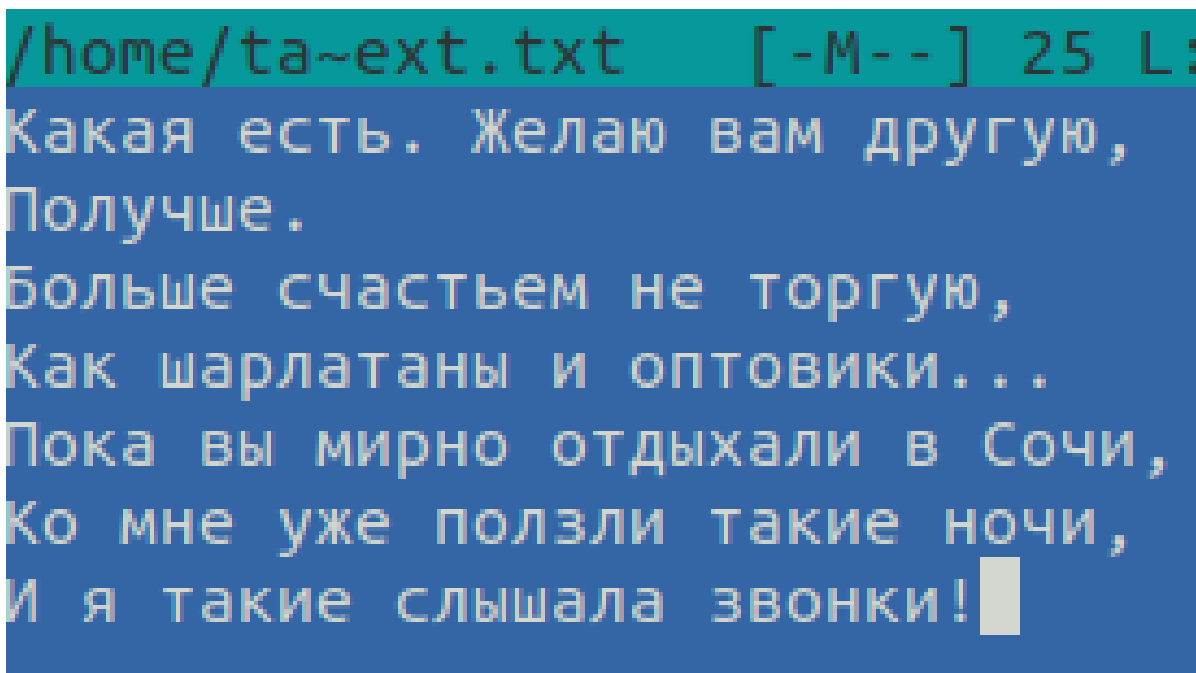 /home/ta~ext.txt [-M--] 25 L:
Какая есть. Желаю вам другую,
Получше.
Больше счастьем не торгую,
Как шарлатаны и оптовики...
Пока вы мирно отдыхали в Сочи,
Ко мне уже ползли такие ночи,
И я такие слышала звонки!